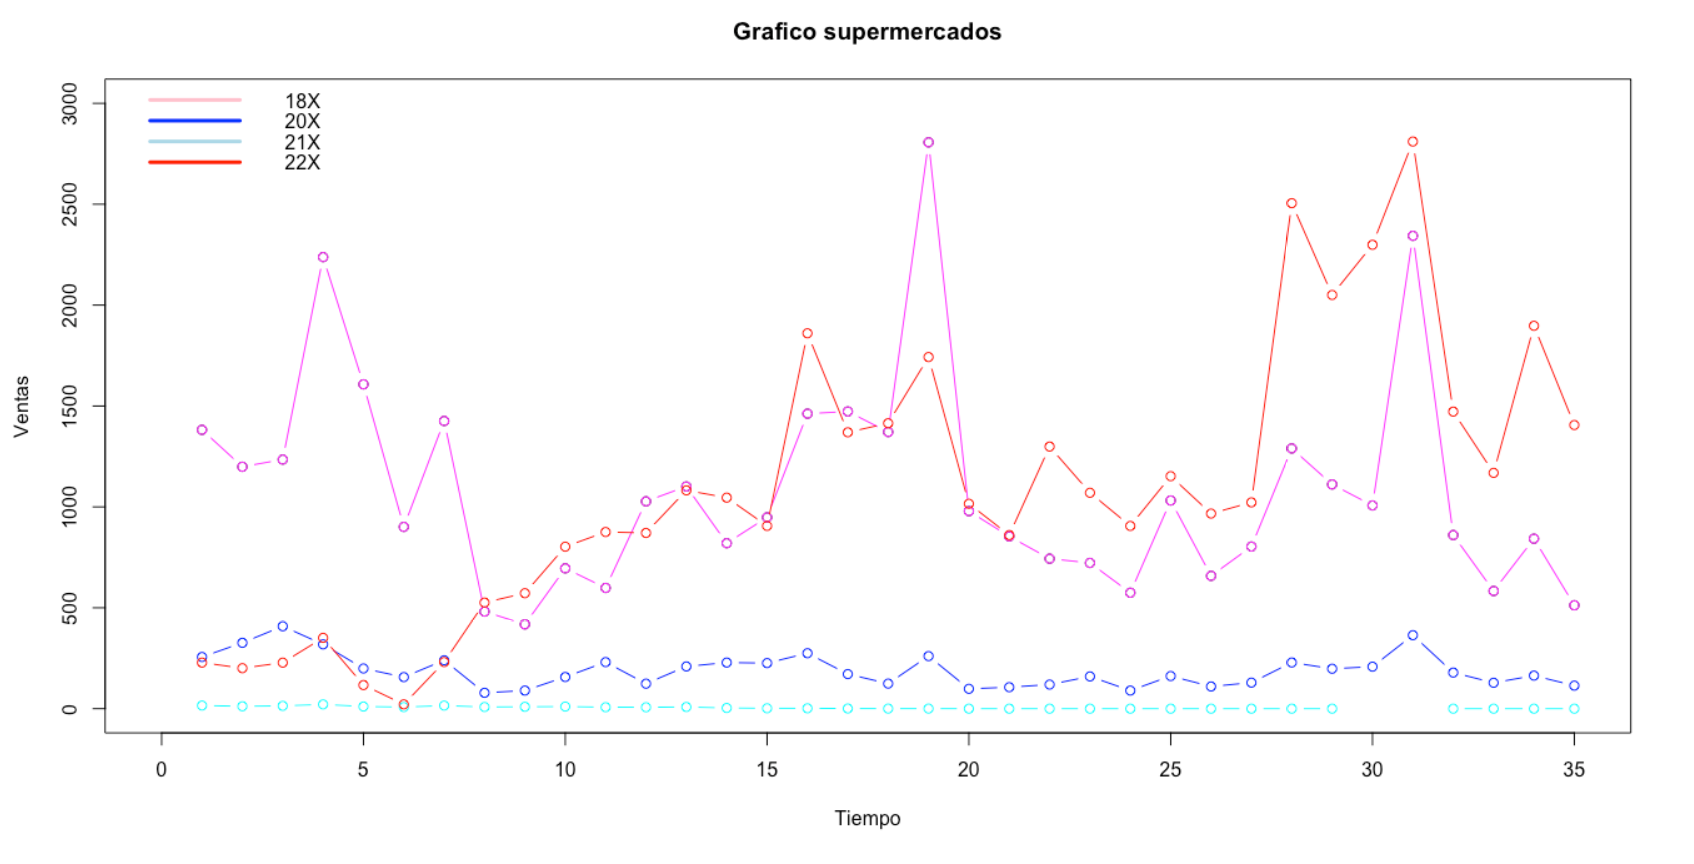 Grafico supermercados
18X
20X
21X
22X
Ventas
3000
2500
2000
1500
1000
500
0
0 5 10 15 20 25 30 35
Tiempo